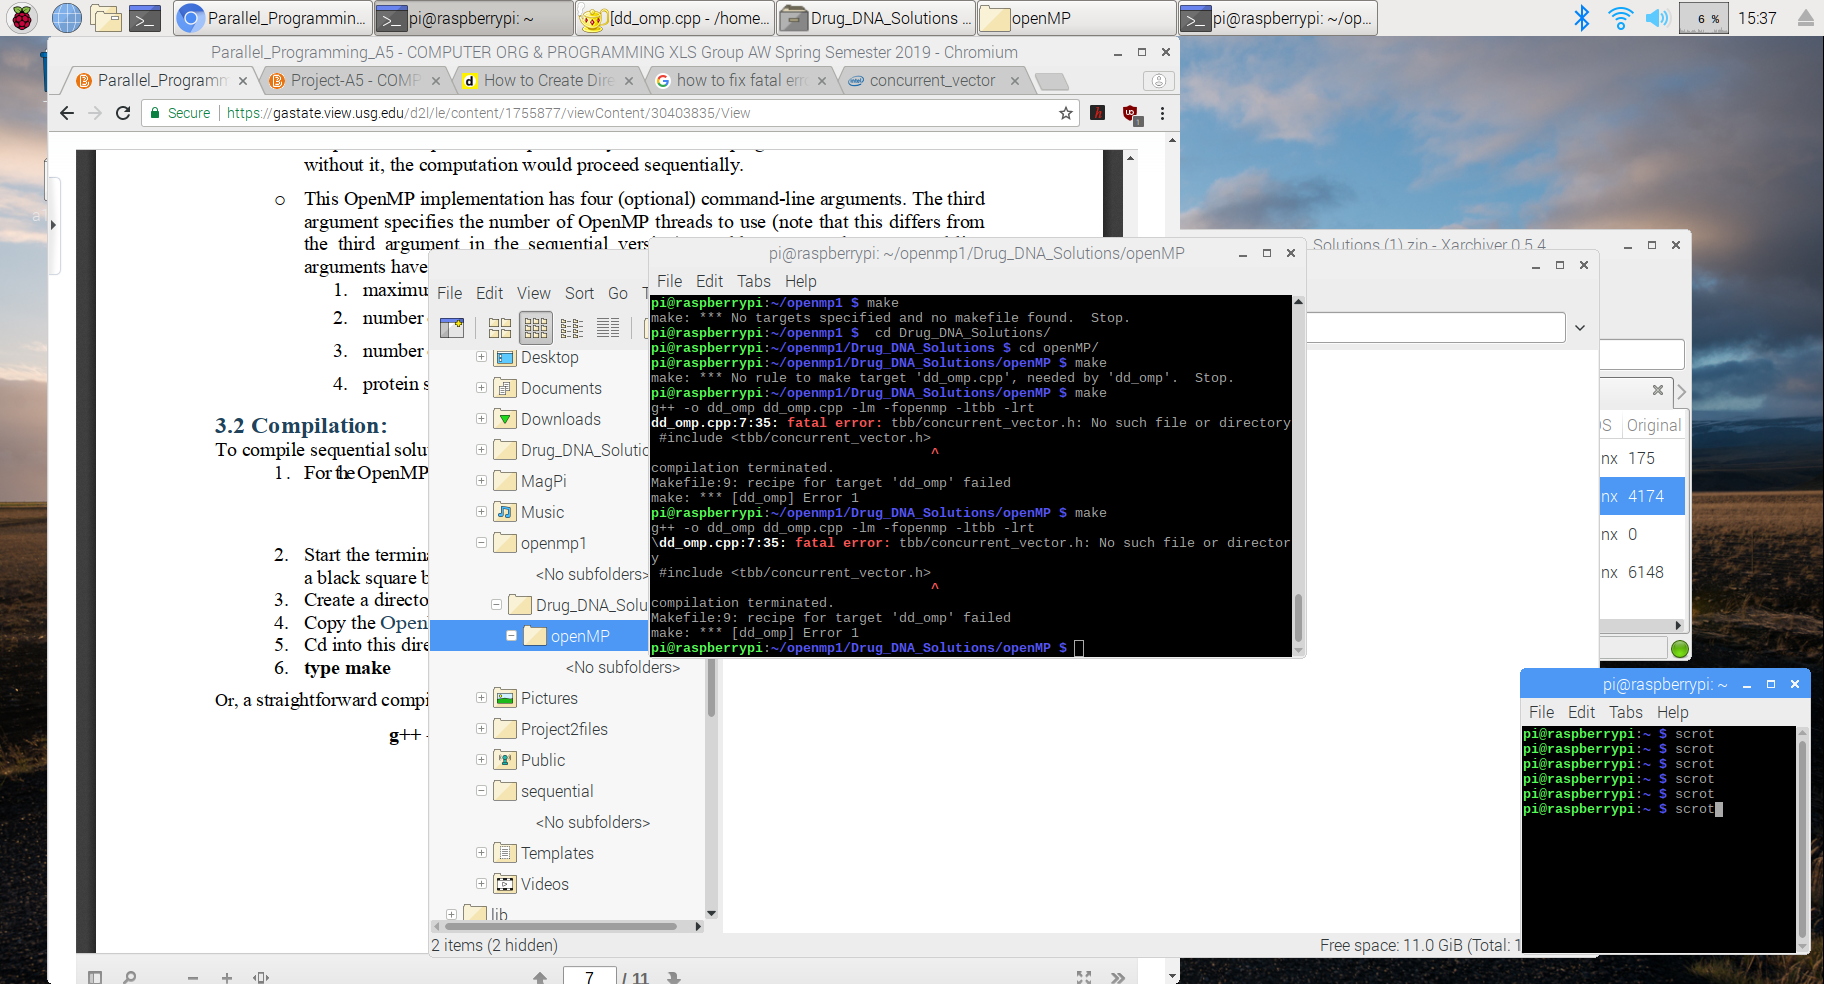 Parallel_Programmin...
pi@raspberrypi: ~
[dd_omp.cpp - /home...
Drug_DNA_Solutions ...
openMP
pi@raspberrypi: ~/op...
6 %
15:37
Parallel_Programming_A5 - COMPUTER ORG & PROGRAMMING XLS Group AW Spring Semester 2019 - Chromium
Parallel_Programm
Project-A5 - COMP
How to Create Dire
how to fix fatal erro
concurrent_vector
Secure
https://gastate.view.usg.edu/d2l/le/content/1755877/viewContent/30403835/View
without it, the computation would proceed sequentially.
o This OpenMP implementation has four (optional) command-line arguments. The third
argument specifies the number of OpenMP threads to use (note that this differs from
the third argument in the sequential
arguments have
1. maximu
2. number
3. number
4. protein s
3.2 Compilation:
To compile sequential solu
1. For the OpenMP
2. Start the termina
a black square b
3. Create a directo
4. Copy the Open
5. Cd into this dire
6. type make
Or, a straightforward compi
g++ -
7 / 11
Solutions (1).zip - Xarchiver 0.5.4
OS Original
nx 175
nx 4174
nx 0
nx 6148
File Edit View Sort Go T
Desktop
Documents
Downloads
Drug_DNA_Solutio
MagPi
Music
openmp1
<No subfolders>
Drug_DNA_Solu
openMP
<No subfolders>
Pictures
Project2files
Public
sequential
<No subfolders>
Templates
Videos
lib
2 items (2 hidden)
Free space: 11.0 GiB (Total: 1
pi@raspberrypi: ~/openmp1/Drug_DNA_Solutions/openMP
File Edit Tabs Help
pi@raspberrypi:~/openmp1 $ make
make: *** No targets specified and no makefile found.  Stop.
pi@raspberrypi:~/openmp1 $  cd Drug_DNA_Solutions/
pi@raspberrypi:~/openmp1/Drug_DNA_Solutions $ cd openMP/
pi@raspberrypi:~/openmp1/Drug_DNA_Solutions/openMP $ make
make: *** No rule to make target 'dd_omp.cpp', needed by 'dd_omp'.  Stop.
pi@raspberrypi:~/openmp1/Drug_DNA_Solutions/openMP $ make
g++ -o dd_omp dd_omp.cpp -lm -fopenmp -ltbb -lrt
dd_omp.cpp:7:35: fatal error: tbb/concurrent_vector.h: No such file or directory
#include <tbb/concurrent_vector.h>
^
compilation terminated.
Makefile:9: recipe for target 'dd_omp' failed
make: *** [dd_omp] Error 1
pi@raspberrypi:~/openmp1/Drug_DNA_Solutions/openMP $ make
g++ -o dd_omp dd_omp.cpp -lm -fopenmp -ltbb -lrt
\dd_omp.cpp:7:35: fatal error: tbb/concurrent_vector.h: No such file or director
y
#include <tbb/concurrent_vector.h>
^
compilation terminated.
Makefile:9: recipe for target 'dd_omp' failed
make: *** [dd_omp] Error 1
pi@raspberrypi:~/openmp1/Drug_DNA_Solutions/openMP $
pi@raspberrypi: ~
File Edit Tabs Help
pi@raspberrypi:~ $ scrot
pi@raspberrypi:~ $ scrot
pi@raspberrypi:~ $ scrot
pi@raspberrypi:~ $ scrot
pi@raspberrypi:~ $ scrot
pi@raspberrypi:~ $ scrot